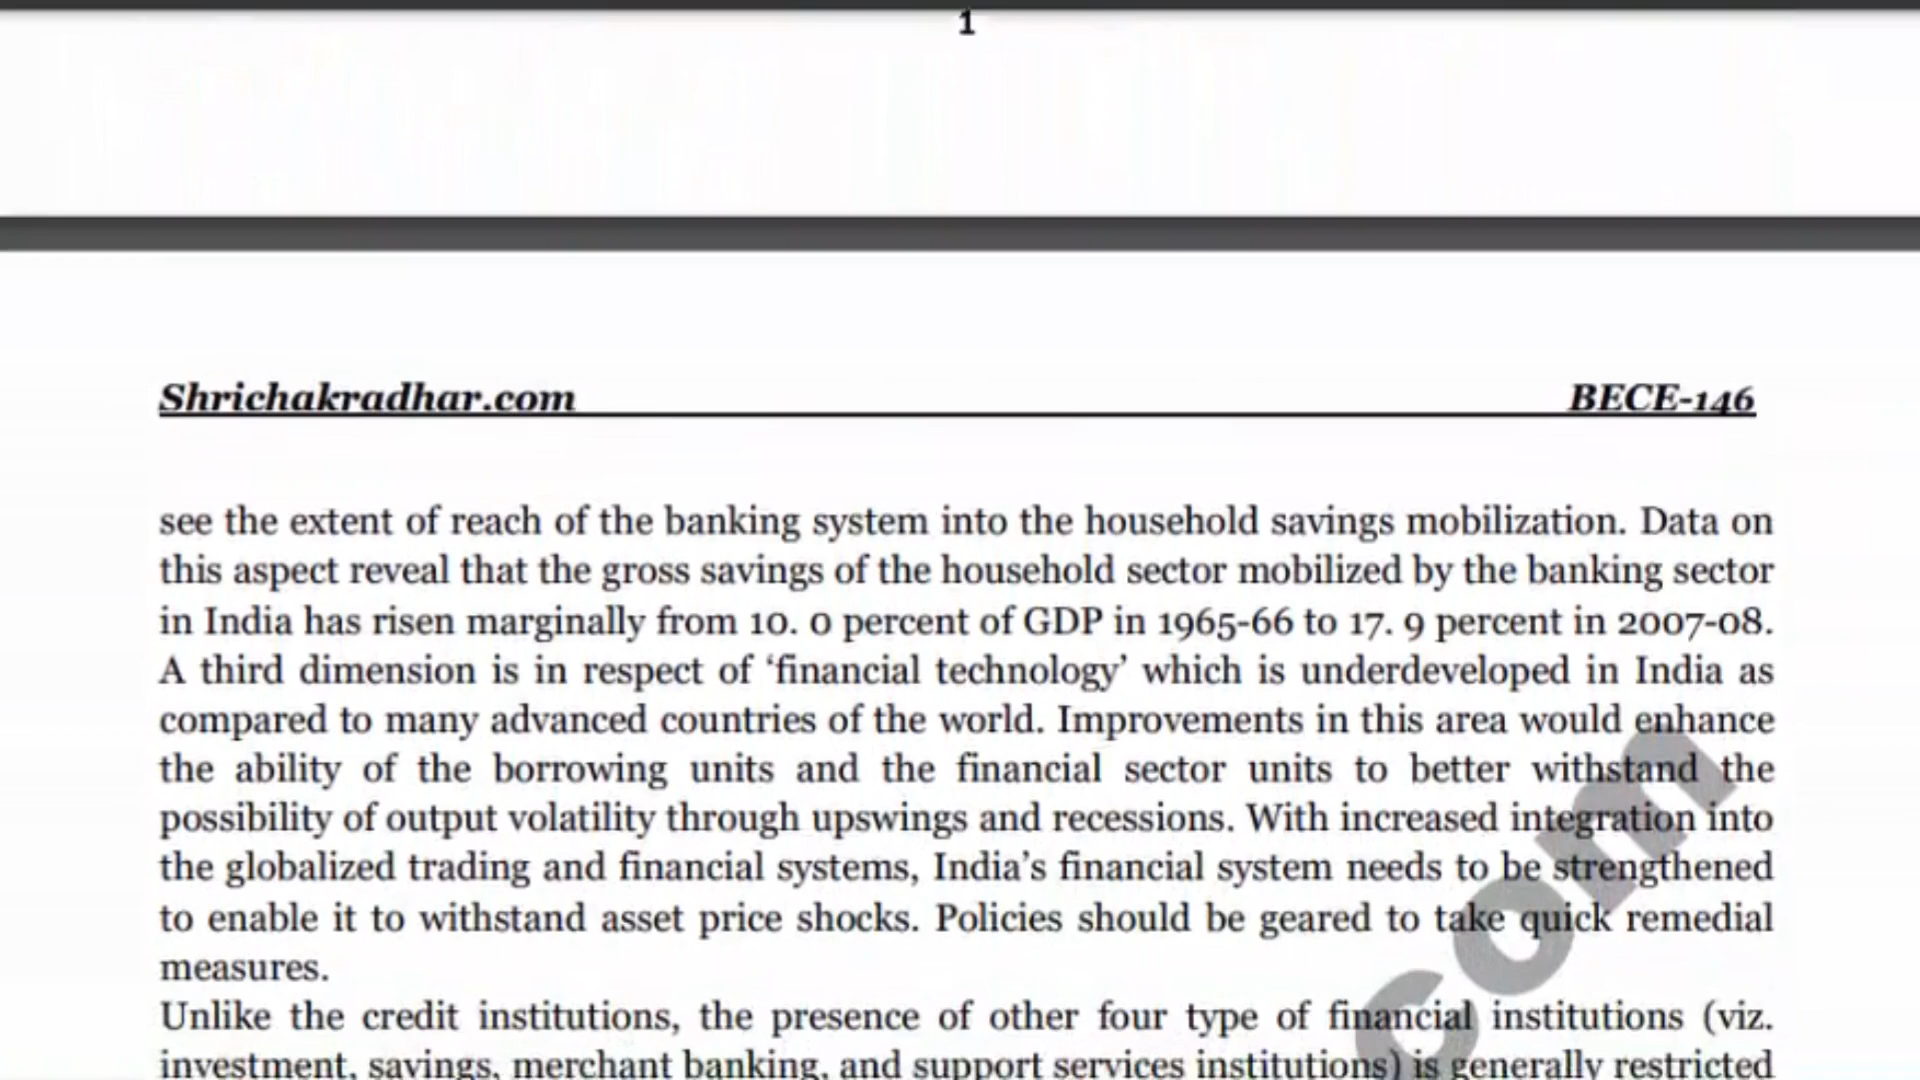 1
Shrichakradhar.com BECE-146
see the extent of reach of the banking system into the household savings mobilization. Data on
this aspect reveal that the gross savings of the household sector mobilized by the banking sector
in India has risen marginally from 10. 0 percent of GDP in 1965-66 to 17. 9 percent in 2007-08.
A third dimension is in respect of ‘financial technology’ which is underdeveloped in India as
compared to many advanced countries of the world. Improvements in this area would enhance
the ability of the borrowing units and the financial sector units to better withstand the
possibility of output volatility through upswings and recessions. With increased integration into
the globalized trading and financial systems, India’s financial system needs to be strengthened
to enable it to withstand asset price shocks. Policies should be geared to take quick remedial
measures.
Unlike the credit institutions, the presence of other four type of financial institutions (viz.
investment, savings, merchant banking, and support services institutions) is generally restricted
com